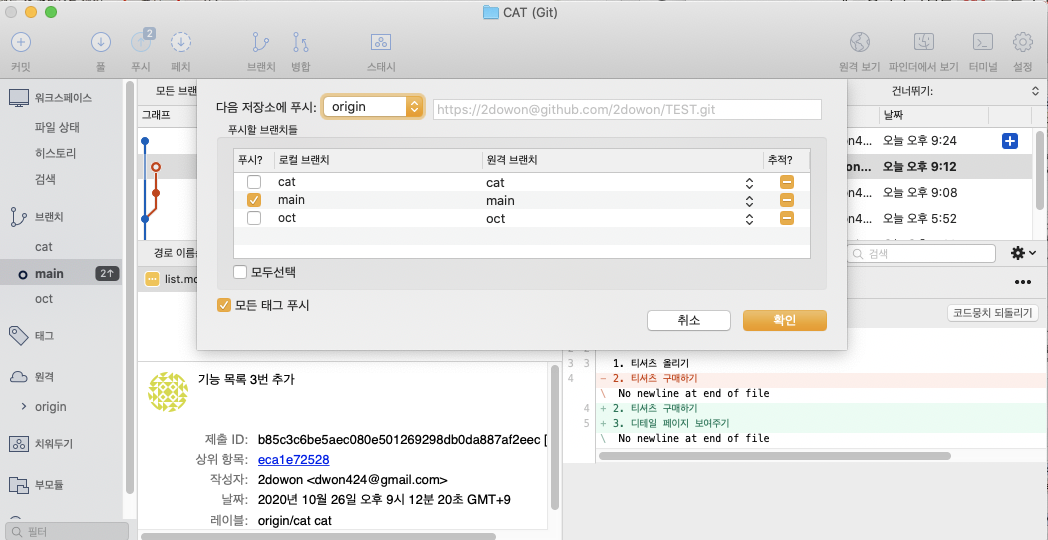 CAT (Git)
커밋
풀
2
푸시
페치
브랜치
병합
스태시
원격 보기
파인더에서 보기
터미널
설정
워크스페이스
파일 상태
히스토리
검색
브랜치
cat
main 2↑
oct
태그
원격
origin
치워두기
부모듈
필터
모든 브랜
그래프
경로 이름
list.mo
다음 저장소에 푸시: origin https://2dowon@github.com/2dowon/TEST.git
푸시할 브랜치들
푸시? 로컬 브랜치 원격 브랜치 추적?
cat cat
main main
oct oct
모두선택
모든 태그 푸시
취소 확인
건너뛰기:
날짜
on4... 오늘 오후 9:24
on... 오늘 오후 9:12
on4... 오늘 오후 9:08
on4... 오늘 오후 5:52
검색
코드뭉치 되돌리기
기능 목록 3번 추가
제출 ID: b85c3c6be5aec080e501269298db0da887af2eec [
상위 항목: eca1e72528
작성자: 2dowon <dwon424@gmail.com>
날짜: 2020년 10월 26일 오후 9시 12분 20초 GMT+9
레이블: origin/cat cat
2 2
3 3 1. 티셔츠 올리기
4 - 2. 티셔츠 구매하기
\ No newline at end of file
4 + 2. 티셔츠 구매하기
5 + 3. 디테일 페이지 보여주기
\ No newline at end of file